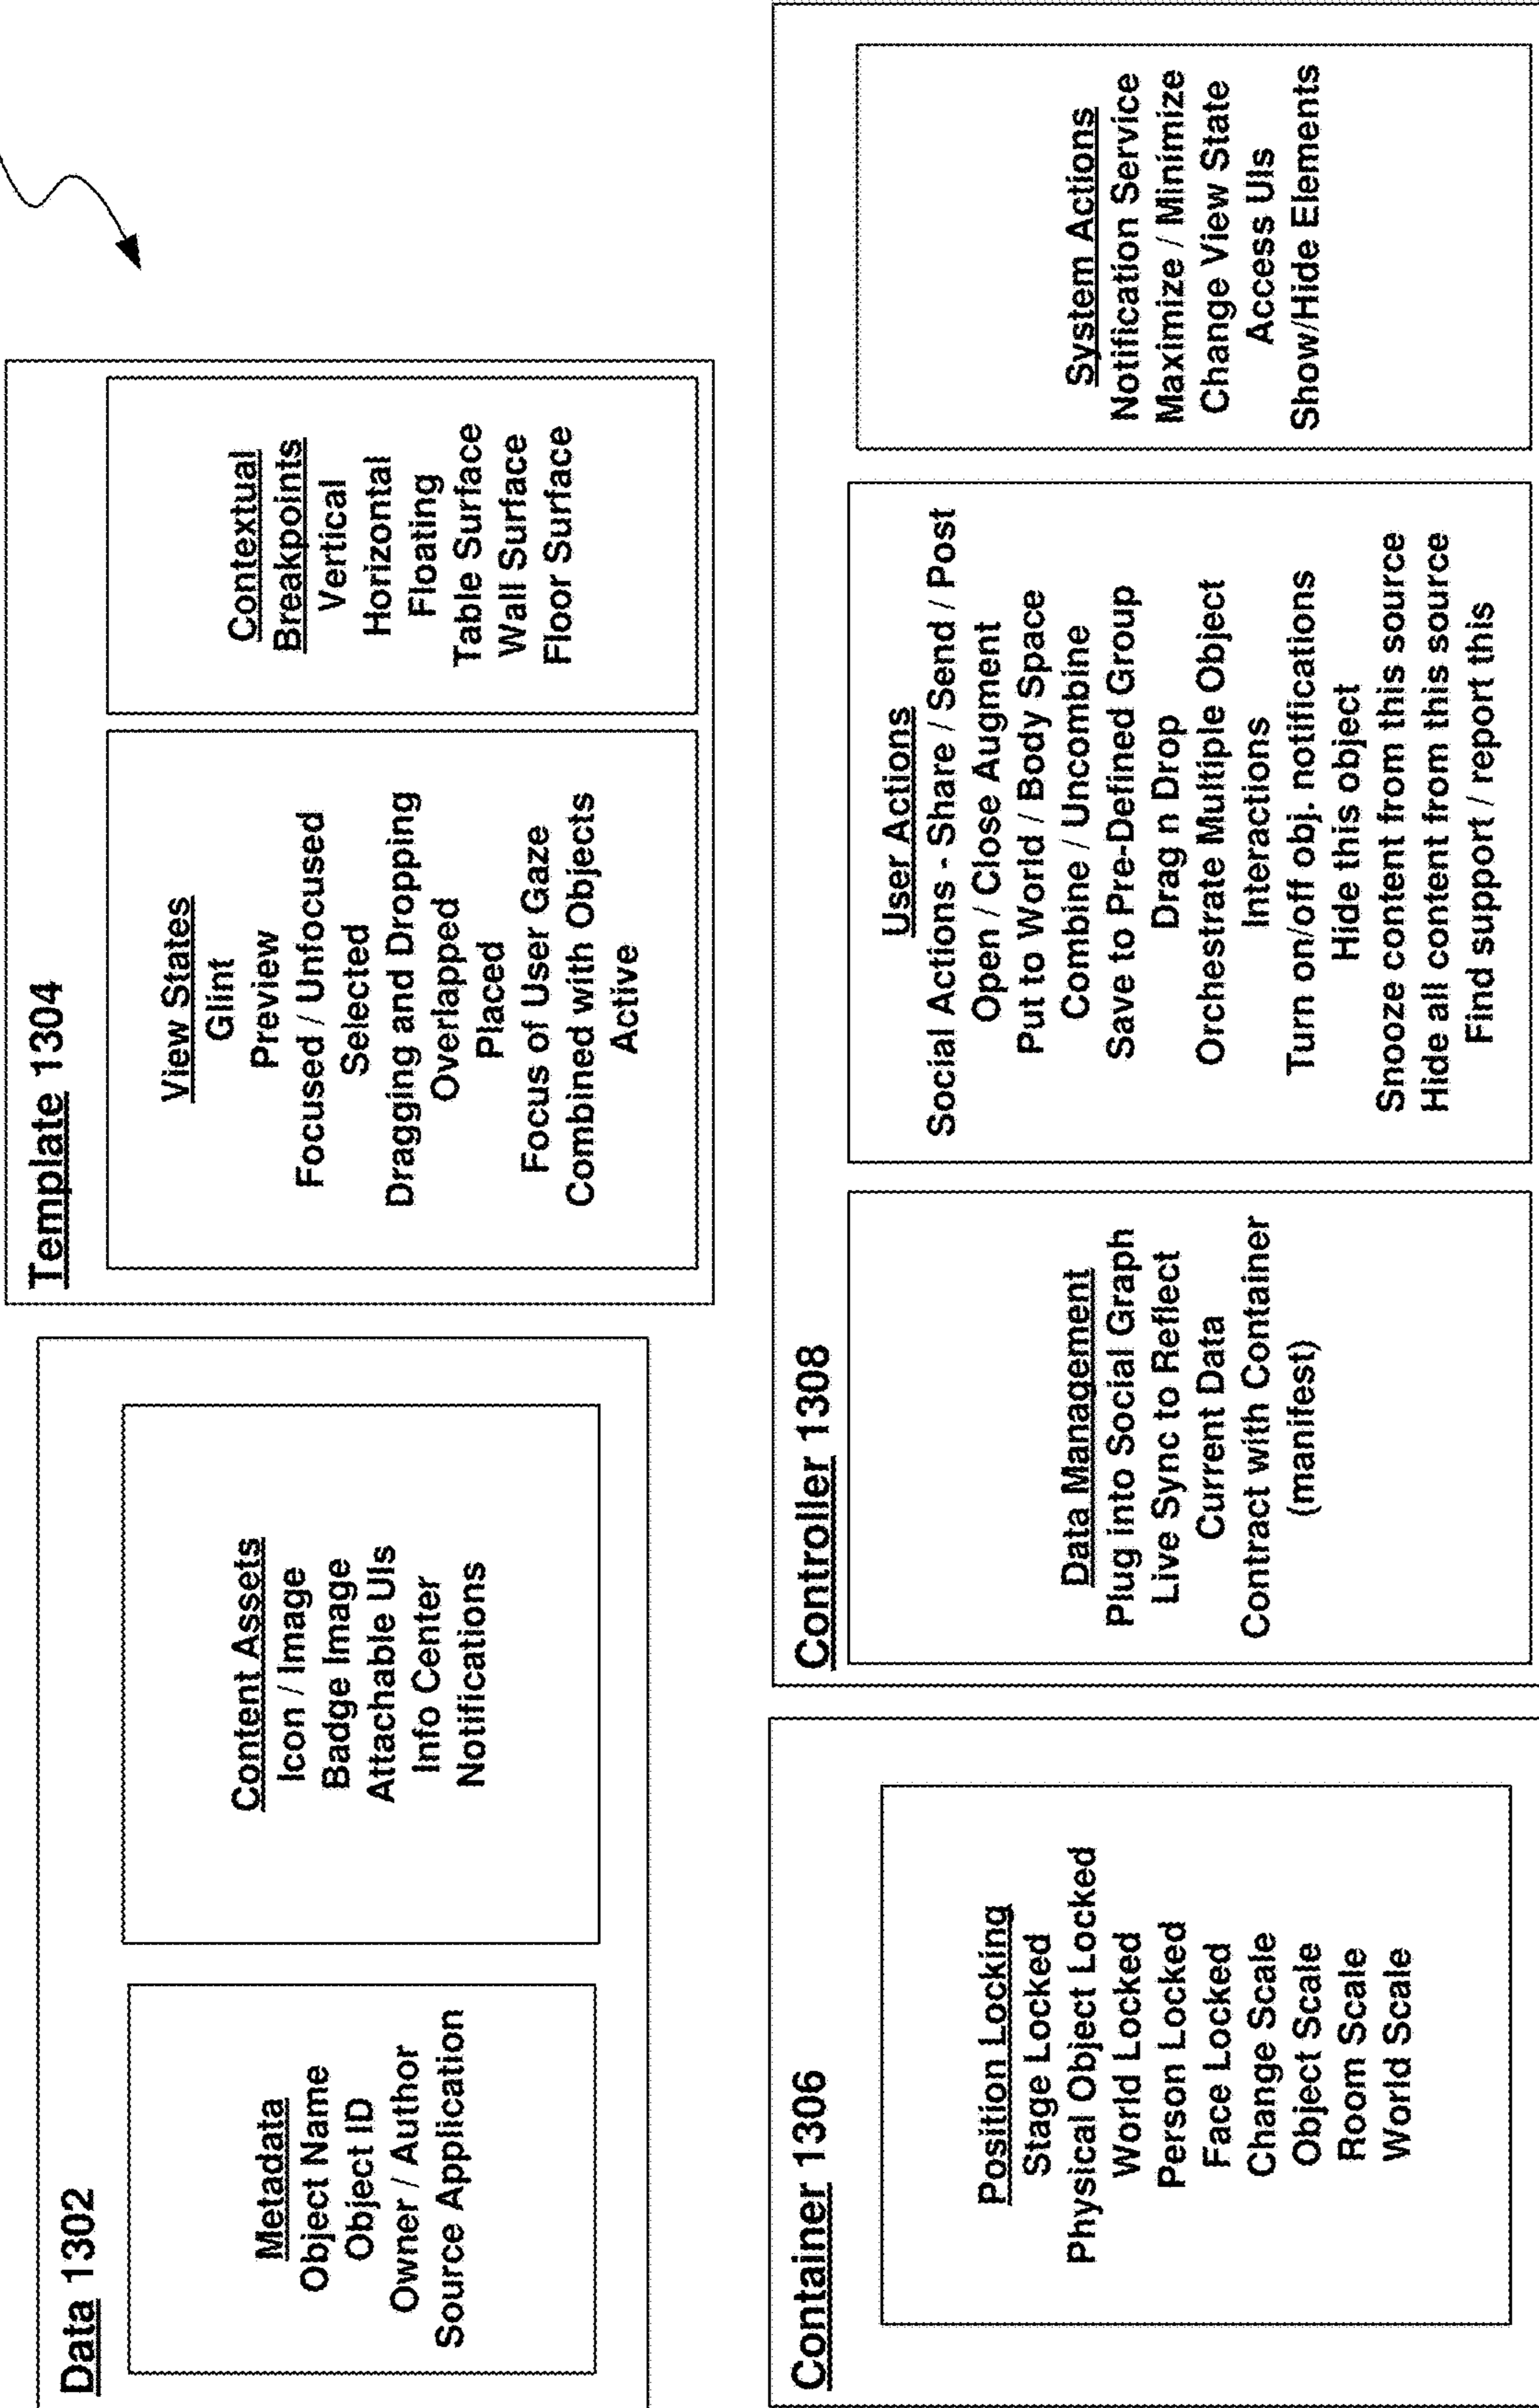 Data 1302
Metadata
Object Name
Object ID
Owner / Author
Source Application
Content Assets
Icon / Image
Badge Image
Attachable UIs
Info Center
Notifications
Template 1304
View States
Glint
Preview
Focused / Unfocused
Selected
Dragging and Dropping
Overlapped
Placed
Focus of User Gaze
Combined with Objects
Active
Contextual
Breakpoints
Vertical
Horizontal
Floating
Table Surface
Wall Surface
Floor Surface
Container 1306
Position Locking
Stage Locked
Physical Object Locked
World Locked
Person Locked
Face Locked
Change Scale
Object Scale
Room Scale
World Scale
Controller 1308
Data Management
Plug into Social Graph
Live Sync to Reflect
Current Data
Contract with Container
(manifest)
User Actions
Social Actions - Share / Send / Post
Open / Close Augment
Put to World / Body Space
Combine / Uncombine
Save to Pre-Defined Group
Drag n Drop
Orchestrate Multiple Object
Interactions
Turn on/off obj. notifications
Hide this object
Snooze content from this source
Hide all content from this source
Find support / report this
System Actions
Notification Service
Maximize / Minimize
Change View State
Access UIs
Show/Hide Elements